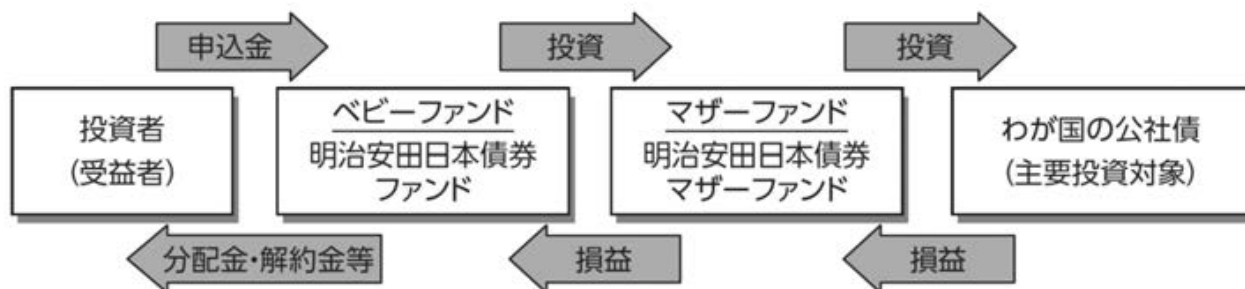 申込金
投資
投資
投資者
(受益者)
ベビーファンド
明治安田日本債券
ファンド
マザーファンド
明治安田日本債券
マザーファンド
わが国の公社債
(主要投資対象)
分配金・解約金等
損益
損益